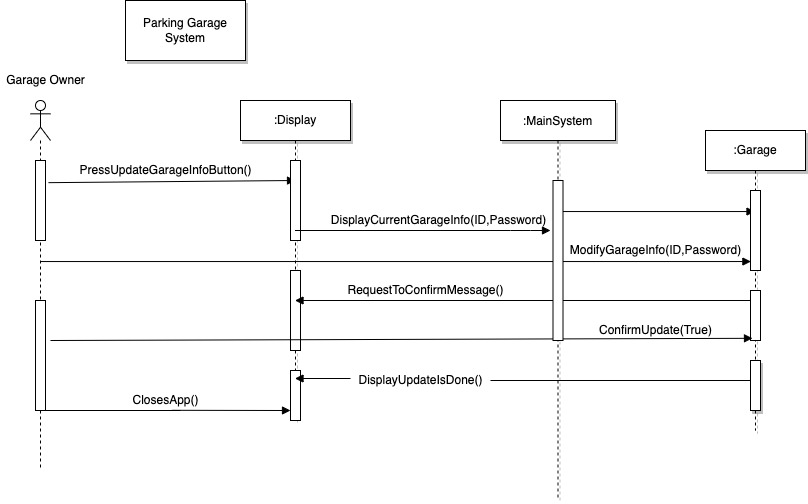 Parking Garage
System
Garage Owner
:Display
:MainSystem
:Garage
PressUpdateGarageInfoButton()
DisplayCurrentGarageInfo(ID,Password)
ModifyGarageInfo(ID,Password)
RequestToConfirmMessage()
ConfirmUpdate(True)
DisplayUpdateIsDone()
ClosesApp()